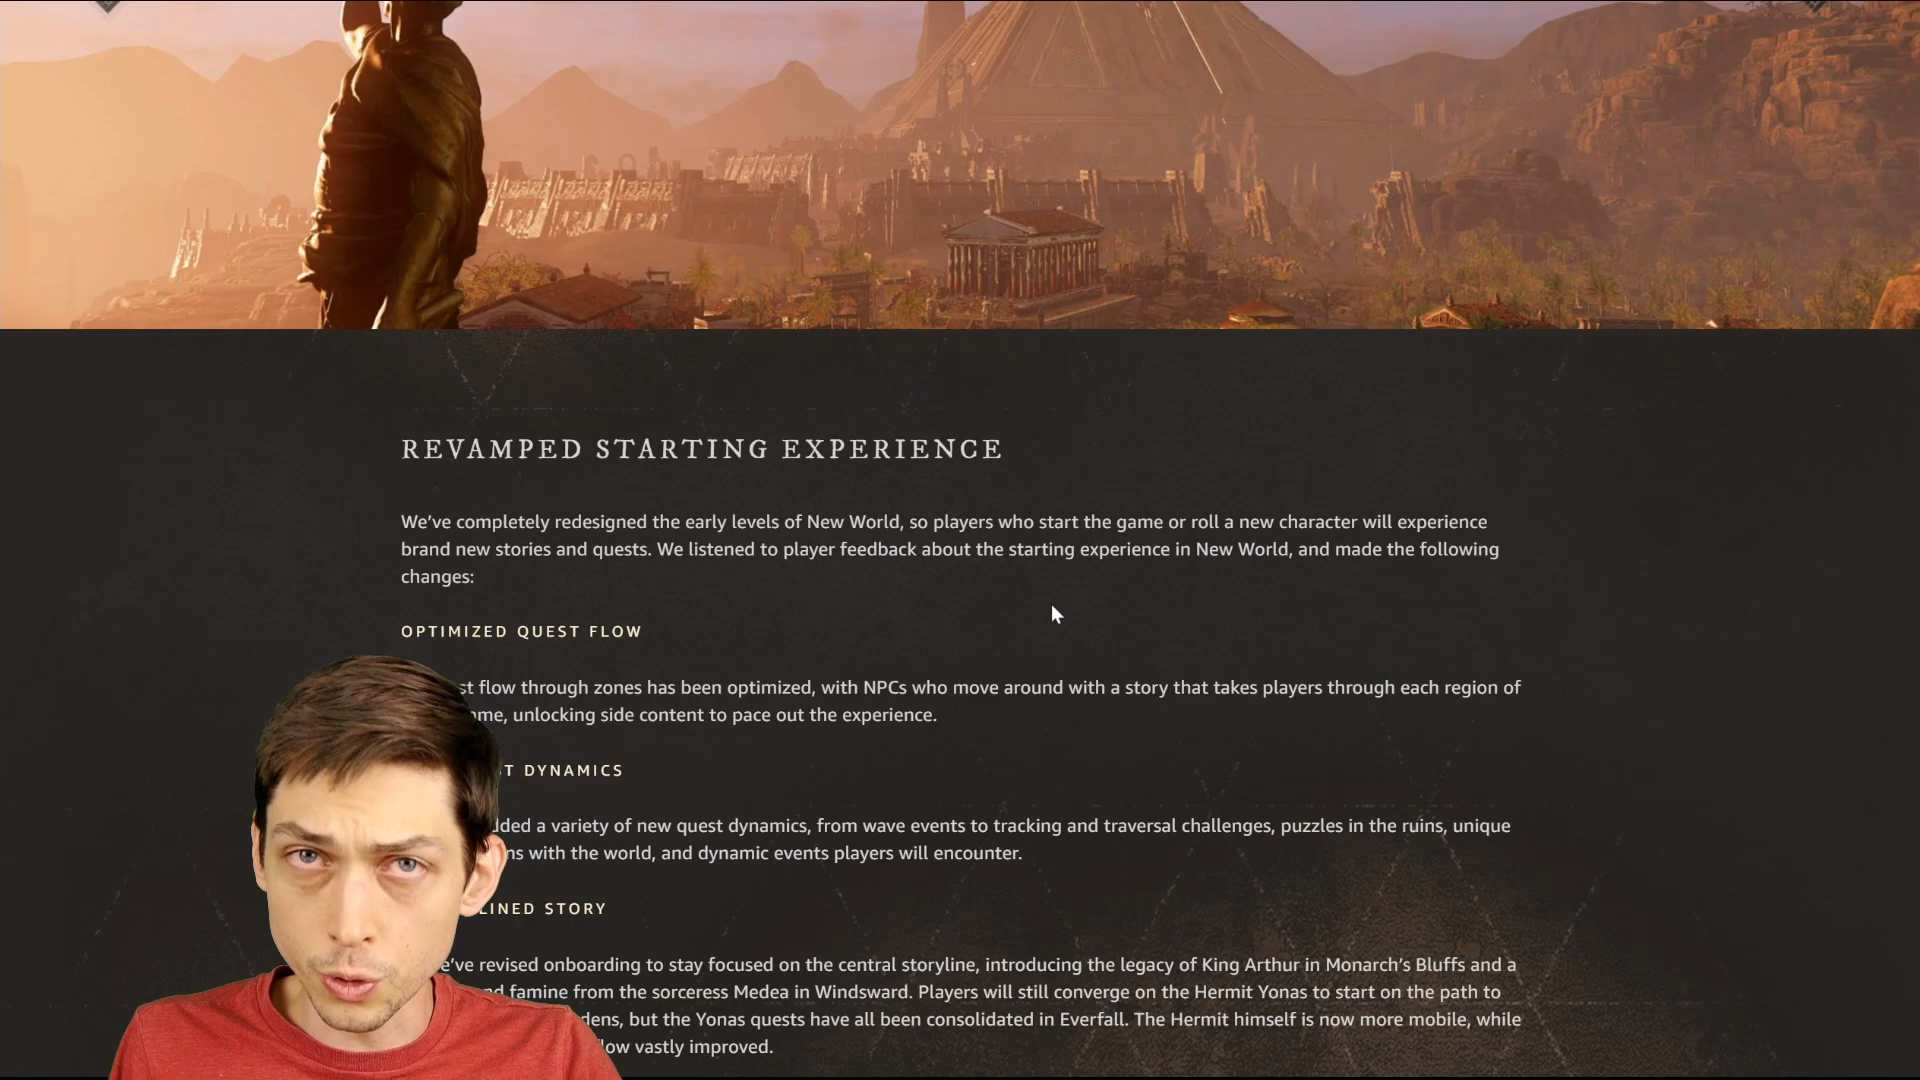 REVAMPED STARTING EXPERIENCE
We’ve completely redesigned the early levels of New World, so players who start the game or roll a new character will experience
brand new stories and quests. We listened to player feedback about the starting experience in New World, and made the following
changes:
OPTIMIZED QUEST FLOW
flow through zones has been optimized, with NPCs who move around with a story that takes players through each region of
unlocking side content to pace out the experience.
DYNAMICS
a variety of new quest dynamics, from wave events to tracking and traversal challenges, puzzles in the ruins, unique
with the world, and dynamic events players will encounter.
STORY
revised onboarding to stay focused on the central storyline, introducing the legacy of King Arthur in Monarch’s Bluffs and a
famine from the sorceress Medea in Windsward. Players will still converge on the Hermit Yonas to start on the path to
but the Yonas quests have all been consolidated in Everfall. The Hermit himself is now more mobile, while
vastly improved.